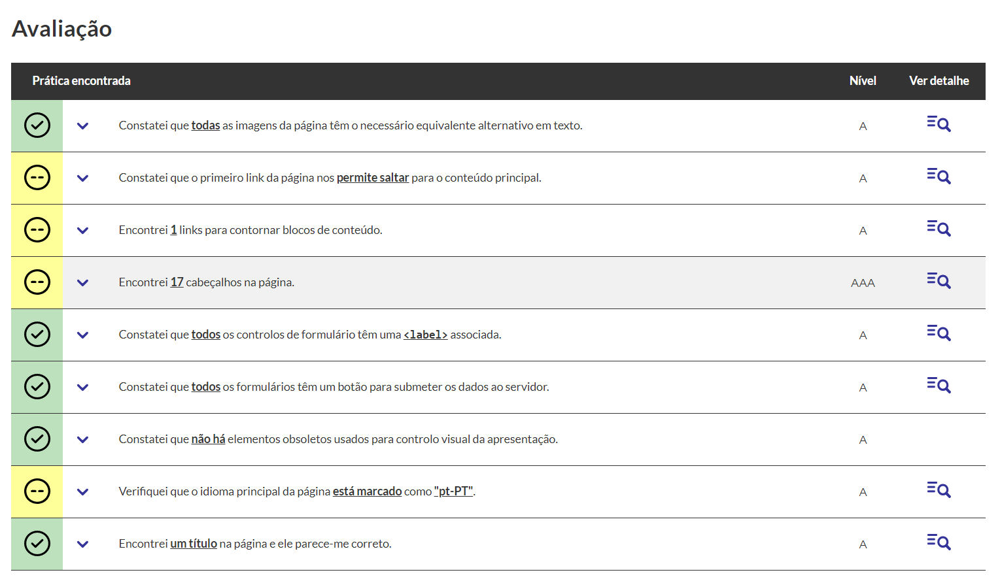 Avaliação
Prática encontrada Nível Ver detalhe
Constatei que todas as imagens da página têm o necessário equivalente alternativo em texto. A
Constatei que o primeiro link da página nos permite saltar para o conteúdo principal. A
Encontrei 1 links para contornar blocos de conteúdo. A
Encontrei 17 cabeçalhos na página. AAA
Constatei que todos os controlos de formulário têm uma <label> associada. A
Constatei que todos os formulários têm um botão para submeter os dados ao servidor. A
Constatei que não há elementos obsoletos usados para controlo visual da apresentação. A
Verifiquei que o idioma principal da página está marcado como "pt-PT". A
Encontrei um título na página e ele parece-me correto. A